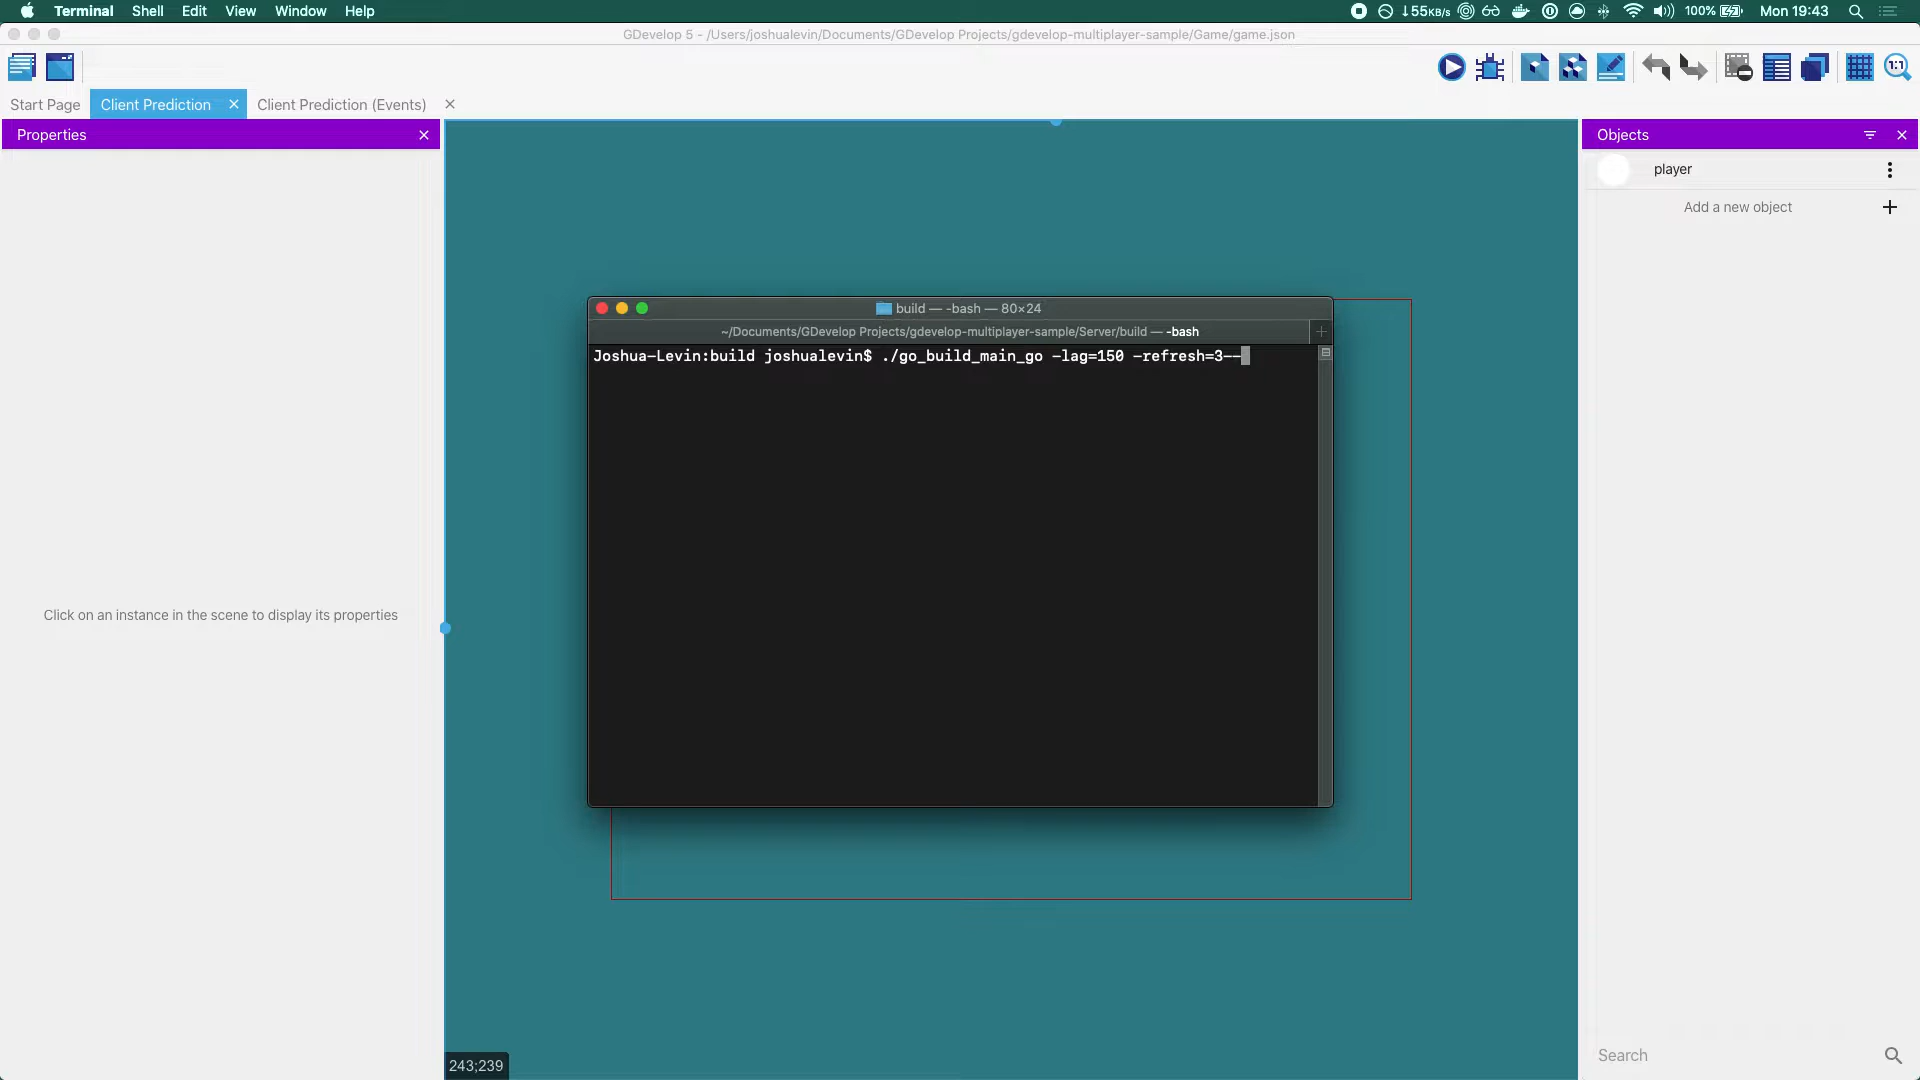 Terminal Shell Edit View Window Help
↓55KB/s 100% Mon 19:43
GDevelop 5 - /Users/joshualevin/Documents/GDevelop Projects/gdevelop-multiplayer-sample/Game/game.json
1:1
Start Page Client Prediction × Client Prediction (Events) ×
Properties ×
Objects ×
player
Add a new object +
build — -bash — 80×24
~/Documents/GDevelop Projects/gdevelop-multiplayer-sample/Server/build — -bash +
Joshua-Levin:build joshualevin$ ./go_build_main_go -lag=150 -refresh=3--
Click on an instance in the scene to display its properties
243;239
Search